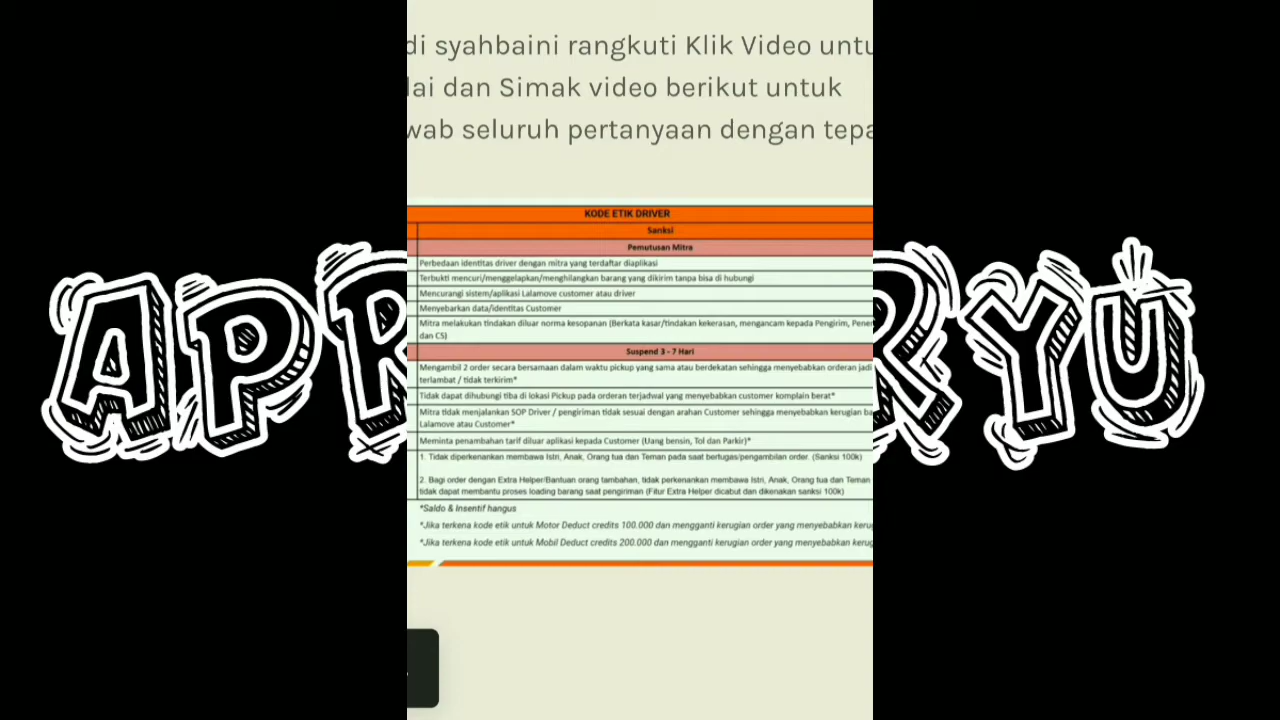 di syahbaini rangkuti Klik Video
dan Simak video berikut untuk
seluruh pertanyaan dengan
KODE ETIK DRIVER
Sanksi
Pemutusan Mitra
Perbedaan identitas driver dengan mitra yang terdaftar diaplikasi
Terbukti mencuri/menggelapkan/menghilangkan barang yang dikirim tanpa bisa di hubungi
Mencurangi sistem/aplikasi Lalamove customer atau driver
Menyebarkan data/identitas Customer
Mitra melakukan tindakan diluar norma kesopanan (Berkata kasar/tindakan kekerasan, mengancam kepada Pengirim,
dan CS)
Suspend 3 - 7 Hari
Mengambil 2 order secara bersamaan dalam waktu pickup yang sama atau berdekatan sehingga menyebabkan orderan jadi
terlambat / tidak terkirim*
Tidak dapat dihubungi tiba di lokasi Pickup pada orderan terjadwal yang menyebabkan customer komplain berat*
Mitra tidak menjalankan SOP Driver / pengiriman tidak sesuai dengan arahan Customer sehingga menyebabkan kerugian
Lalamove atau Customer*
Meminta penambahan tarif diluar aplikasi kepada Customer (Uang bensin, Tol dan Parkir)*
1. Tidak diperkenankan membawa Istri, Anak, Orang tua dan Teman pada saat bertugas/pengambilan order. (Sanksi 100k)
2. Bagi order dengan Extra Helper/Bantuan orang tambahan, tidak perkenankan membawa Istri, Anak, Orang tua dan Teman
tidak dapat membantu proses loading barang saat pengiriman (Fitur Extra Helper dicabut dan dikenakan sanksi 100k)
*Saldo & Insentif hangus
*Jika terkena kode etik untuk Motor Deduct credits 100.000 dan mengganti kerugian order yang menyebabkan
*Jika terkena kode etik untuk Mobil Deduct credits 200.000 dan mengganti kerugian order yang menyebabkan